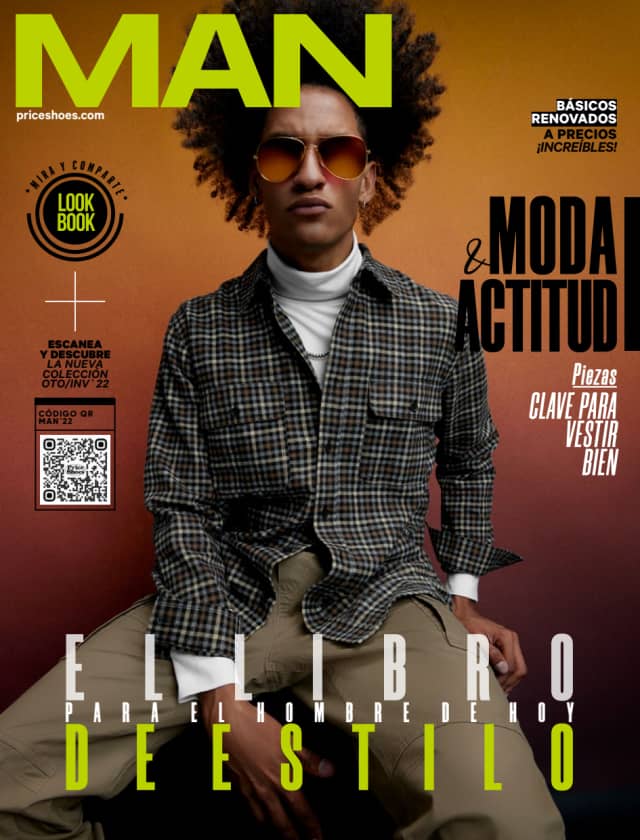 MAN
priceshoes.com
BÁSICOS
RENOVADOS
A PRECIOS
¡INCREÍBLES!
"MIRA Y COMPARTE"
LOOK
BOOK
MODA
& ACTITUD
ESCANEA
Y DESCUBRE
LA NUEVA
COLECCIÓN
OTO/INV´22
Piezas
CLAVE PARA
VESTIR
BIEN
CÓDIGO QR
MAN´22
Price
Shoes
EL LIBRO
PARA EL HOMBRE DE HOY
DE ESTILO